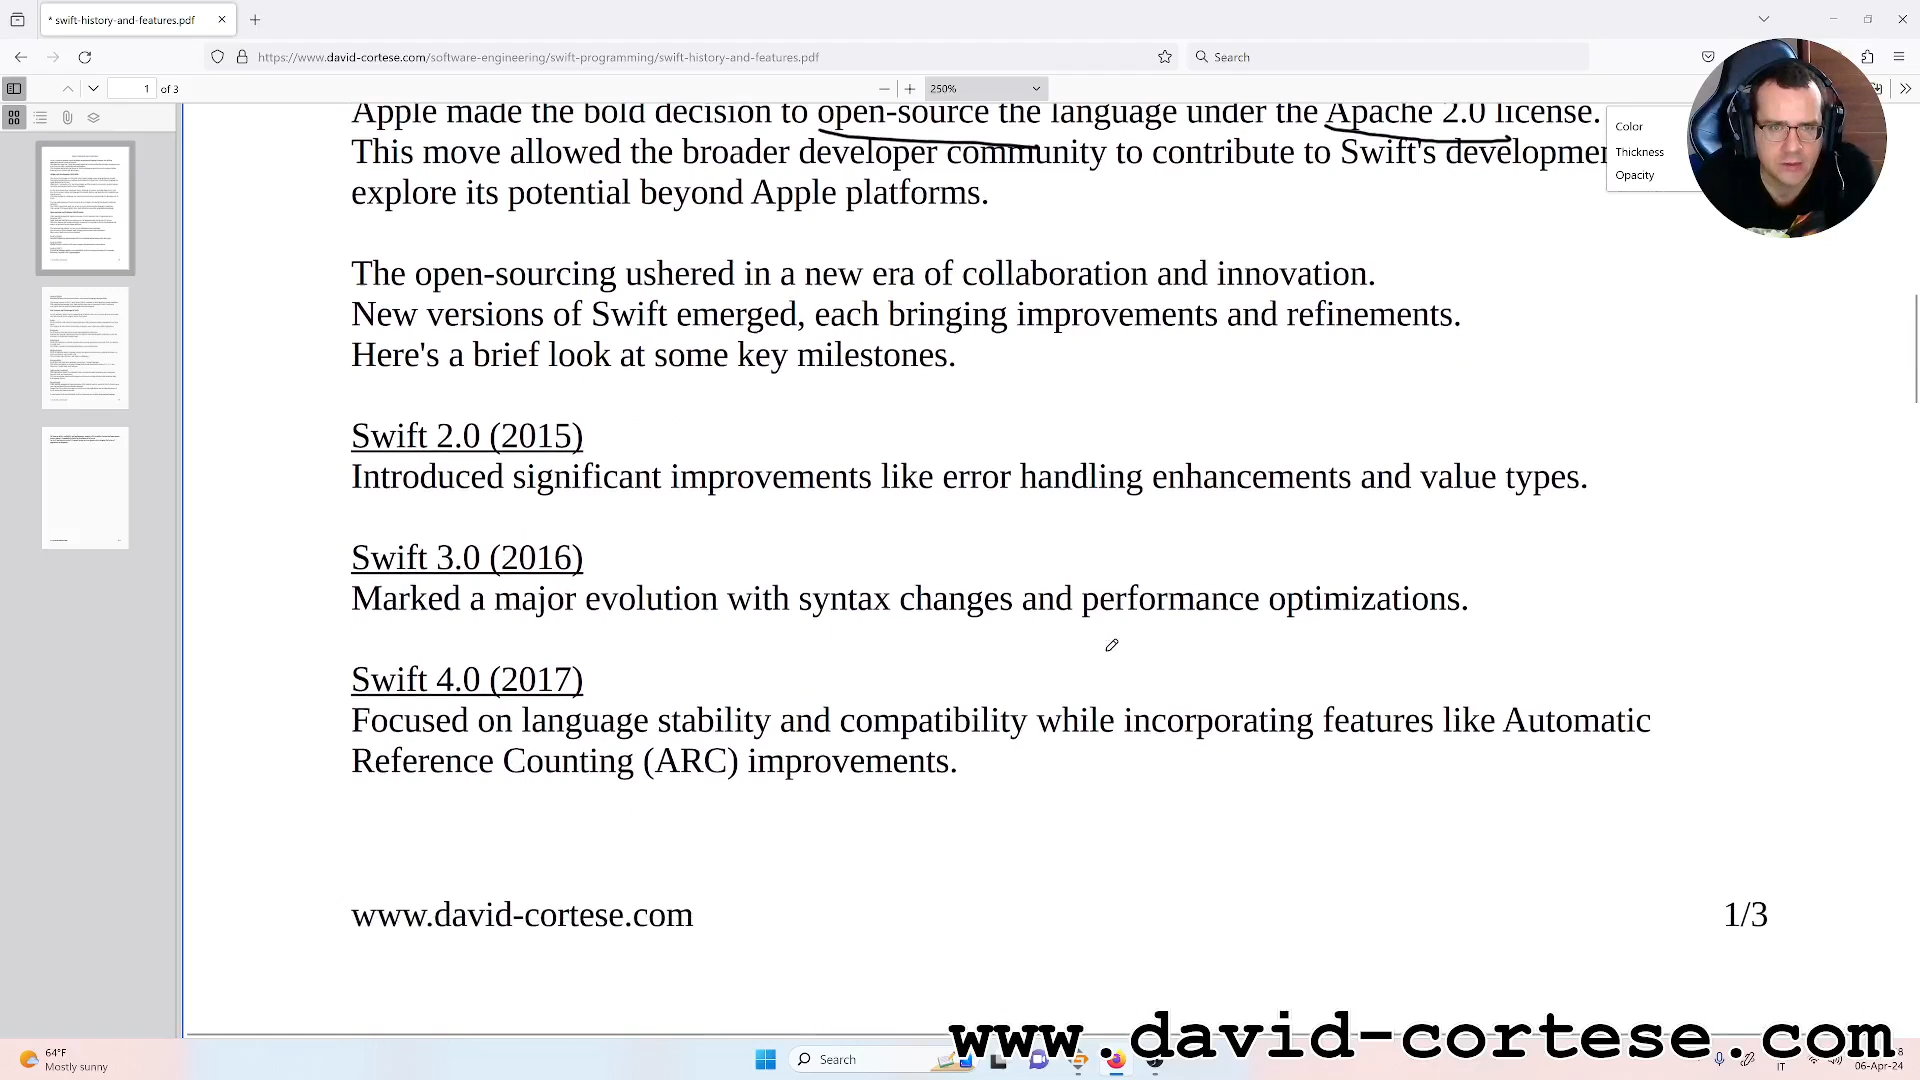 * swift-history-and-features.pdf
https://www.david-cortese.com/software-engineering/swift-programming/swift-history-and-features.pdf
Search
1 of 3
250%
Color
Thickness
Opacity
Apple made the bold decision to open-source the language under the Apache 2.0 license.
This move allowed the broader developer community to contribute to Swift's
explore its potential beyond Apple platforms.
The open-sourcing ushered in a new era of collaboration and innovation.
New versions of Swift emerged, each bringing improvements and refinements.
Here's a brief look at some key milestones.
Swift 2.0 (2015)
Introduced significant improvements like error handling enhancements and value types.
Swift 3.0 (2016)
Marked a major evolution with syntax changes and performance optimizations.
Swift 4.0 (2017)
Focused on language stability and compatibility while incorporating features like Automatic
Reference Counting (ARC) improvements.
www.david-cortese.com 1/3
www.david-cortese.com
64°F
Mostly sunny
Search
IT
06-Apr-24